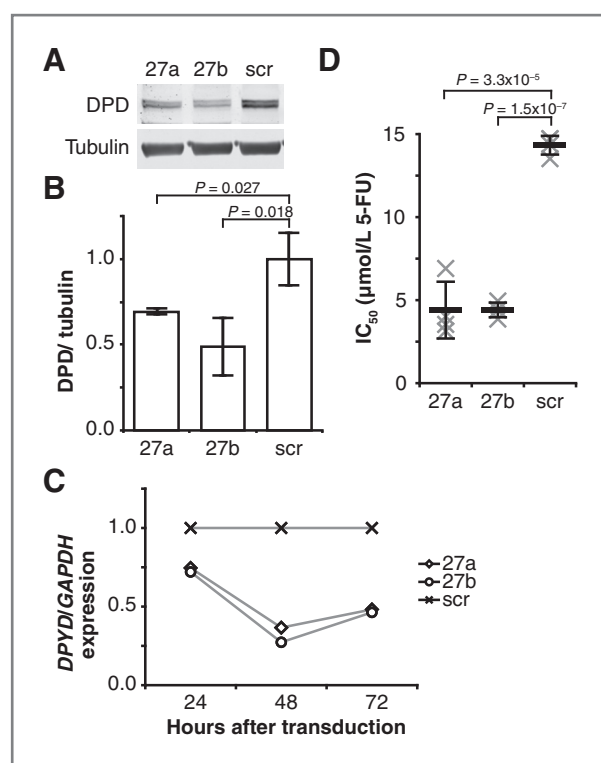 A
27a 27b scr
DPD
Tubulin
B
P = 0.027
P = 0.018
DPD/ tubulin
1.0
0.5
0.0
27a 27b scr
C
DPYD/GAPDH
expression
1.0
0.5
0.0
24 48 72
Hours after transduction
27a
27b
scr
D
P = 3.3x10⁻⁵
P = 1.5x10⁻⁷
IC₅₀ (μmol/L 5-FU)
15
10
5
0
27a 27b scr